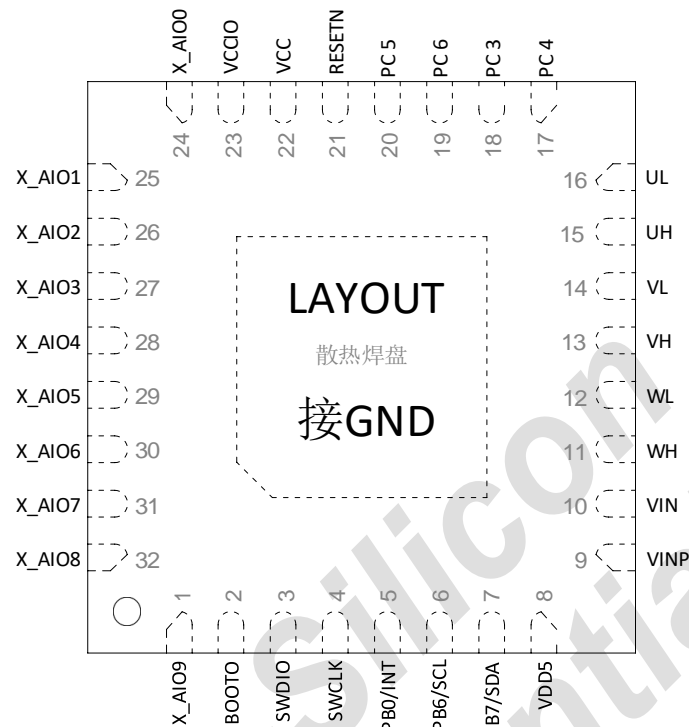 X_AIO0
VCCIO
VCC
RESETN
PC 5
PC 6
PC 3
PC 4
24
23
22
21
20
19
18
17
X_AIO1 25
X_AIO2 26
X_AIO3 27
X_AIO4 28
X_AIO5 29
X_AIO6 30
X_AIO7 31
X_AIO8 32
LAYOUT
散热焊盘
接GND
16 UL
15 UH
14 VL
13 VH
12 WL
11 WH
10 VIN
9 VINP
1
2
3
4
5
6
7
8
X_AIO9
BOOTO
SWDIO
SWCLK
PB0/INT
PB6/SCL
B7/SDA
VDD5
Silicon